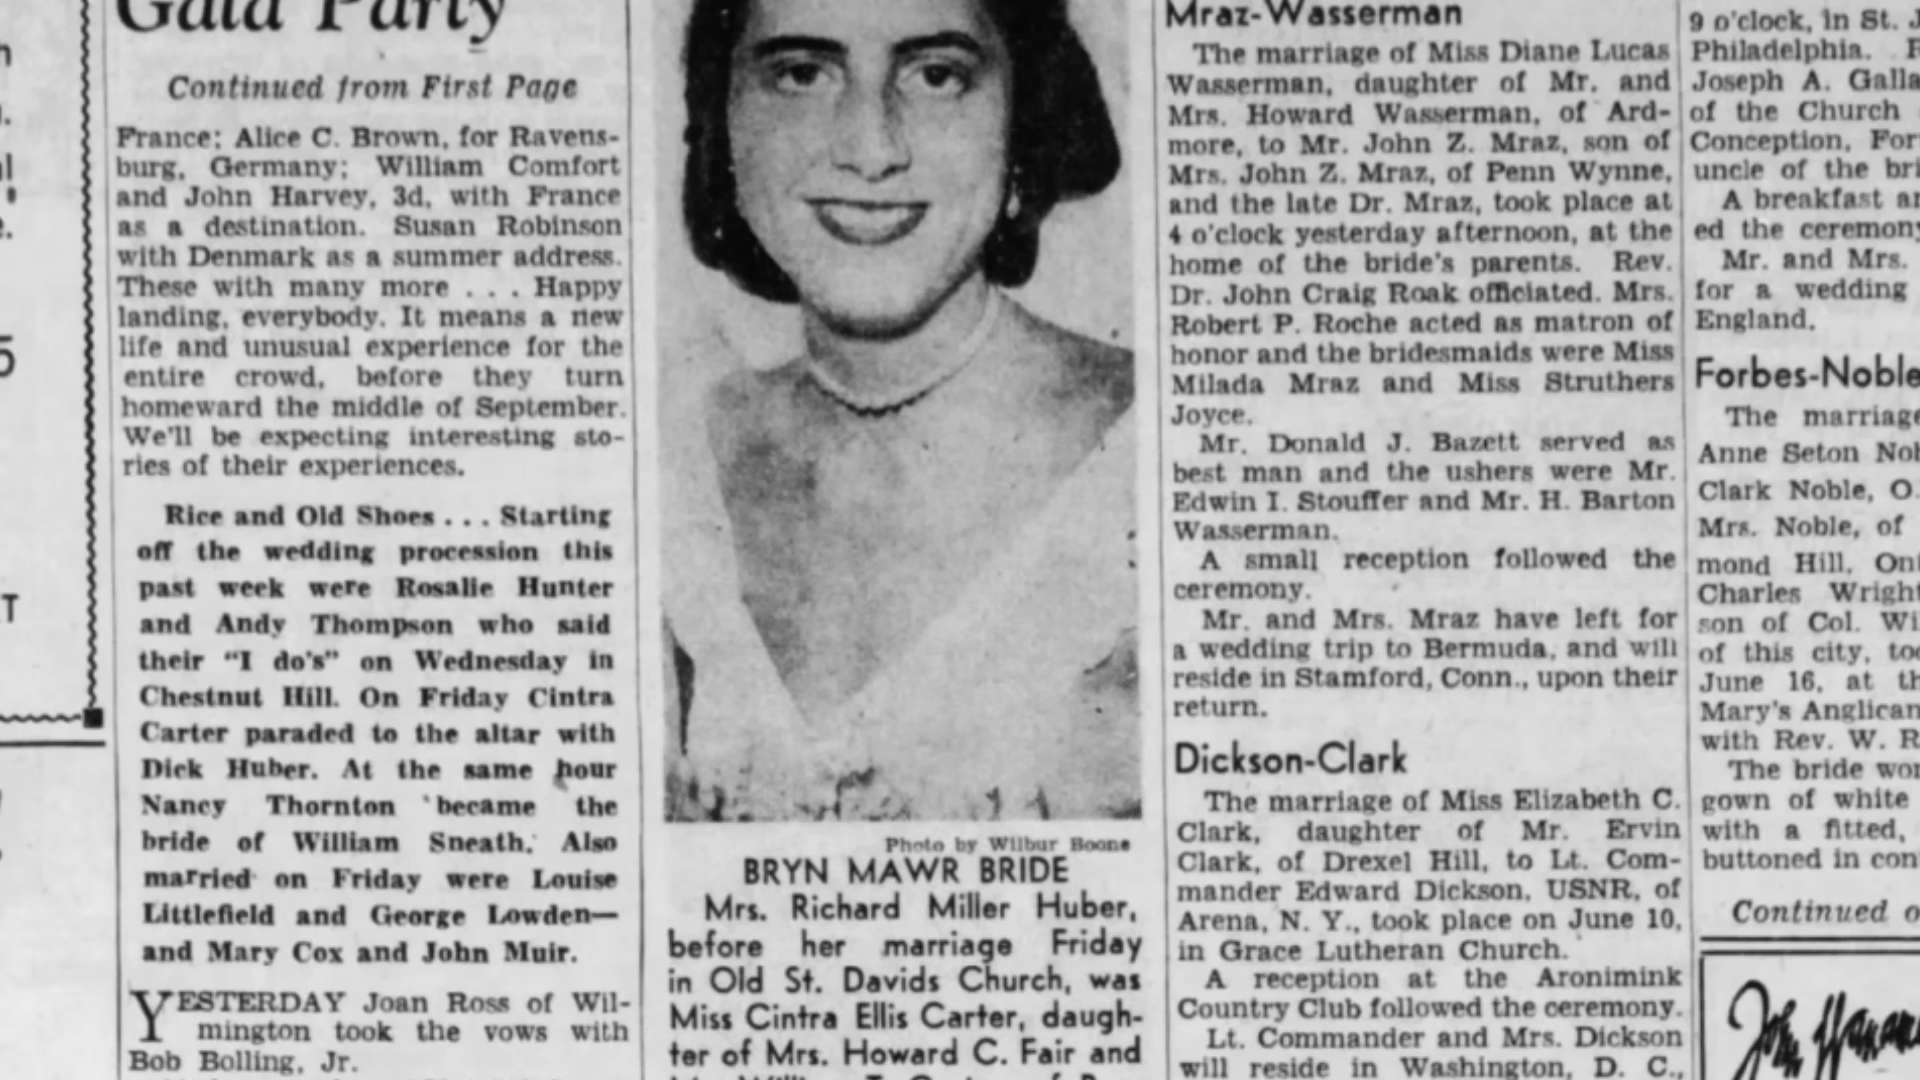 Gala Party
Continued from First Page
France; Alice C. Brown, for Ravens-
burg, Germany; William Comfort
and John Harvey, 3d, with France
as a destination. Susan Robinson
with Denmark as a summer address.
These with many more . . . Happy
landing, everybody. It means a new
life and unusual experience for the
entire crowd, before they turn
homeward the middle of September.
We'll be expecting interesting sto-
ries of their experiences.
Rice and Old Shoes . . . Starting
off the wedding procession this
past week were Rosalie Hunter
and Andy Thompson who said
their "I do's" on Wednesday in
Chestnut Hill. On Friday Cintra
Carter paraded to the altar with
Dick Huber. At the same hour
Nancy Thornton became the
bride of William Sneath. Also
married on Friday were Louise
Littlefield and George Lowden—
and Mary Cox and John Muir.
YESTERDAY Joan Ross of Wil-
mington took the vows with
Bob Bolling, Jr.
Photo by Wilbur Boone
BRYN MAWR BRIDE
Mrs. Richard Miller Huber,
before her marriage Friday
in Old St. Davids Church, was
Miss Cintra Ellis Carter, daugh-
ter of Mrs. Howard C. Fair and
Mraz-Wasserman
The marriage of Miss Diane Lucas
Wasserman, daughter of Mr. and
Mrs. Howard Wasserman, of Ard-
more, to Mr. John Z. Mraz, son of
Mrs. John Z. Mraz, of Penn Wynne,
and the late Dr. Mraz, took place at
4 o'clock yesterday afternoon, at the
home of the bride's parents. Rev.
Dr. John Craig Roak officiated. Mrs.
Robert P. Roche acted as matron of
honor and the bridesmaids were Miss
Milada Mraz and Miss Struthers
Joyce.
Mr. Donald J. Bazett served as
best man and the ushers were Mr.
Edwin I. Stouffer and Mr. H. Barton
Wasserman.
A small reception followed the
ceremony.
Mr. and Mrs. Mraz have left for
a wedding trip to Bermuda, and will
reside in Stamford, Conn., upon their
return.
Dickson-Clark
The marriage of Miss Elizabeth C.
Clark, daughter of Mr. Ervin
Clark, of Drexel Hill, to Lt. Com-
mander Edward Dickson, USNR, of
Arena, N. Y., took place on June 10,
in Grace Lutheran Church.
A reception at the Aronimink
Country Club followed the ceremony.
Lt. Commander and Mrs. Dickson
will reside in Washington, D. C.,
9 o'clock, in St. J
Philadelphia.
Joseph A. Galla
of the Church
Conception, For
uncle of the bri
A breakfast an
ed the ceremony
Mr. and Mrs.
for a wedding
England.
Forbes-Noble
The marriage
Anne Seton Nob
Clark Noble, O.
Mrs. Noble, of
mond Hill, Ont
Charles Wright
son of Col. Wi
of this city, too
June 16, at th
Mary's Anglican
with Rev. W. R
The bride wor
gown of white
with a fitted,
buttoned in con
Continued o